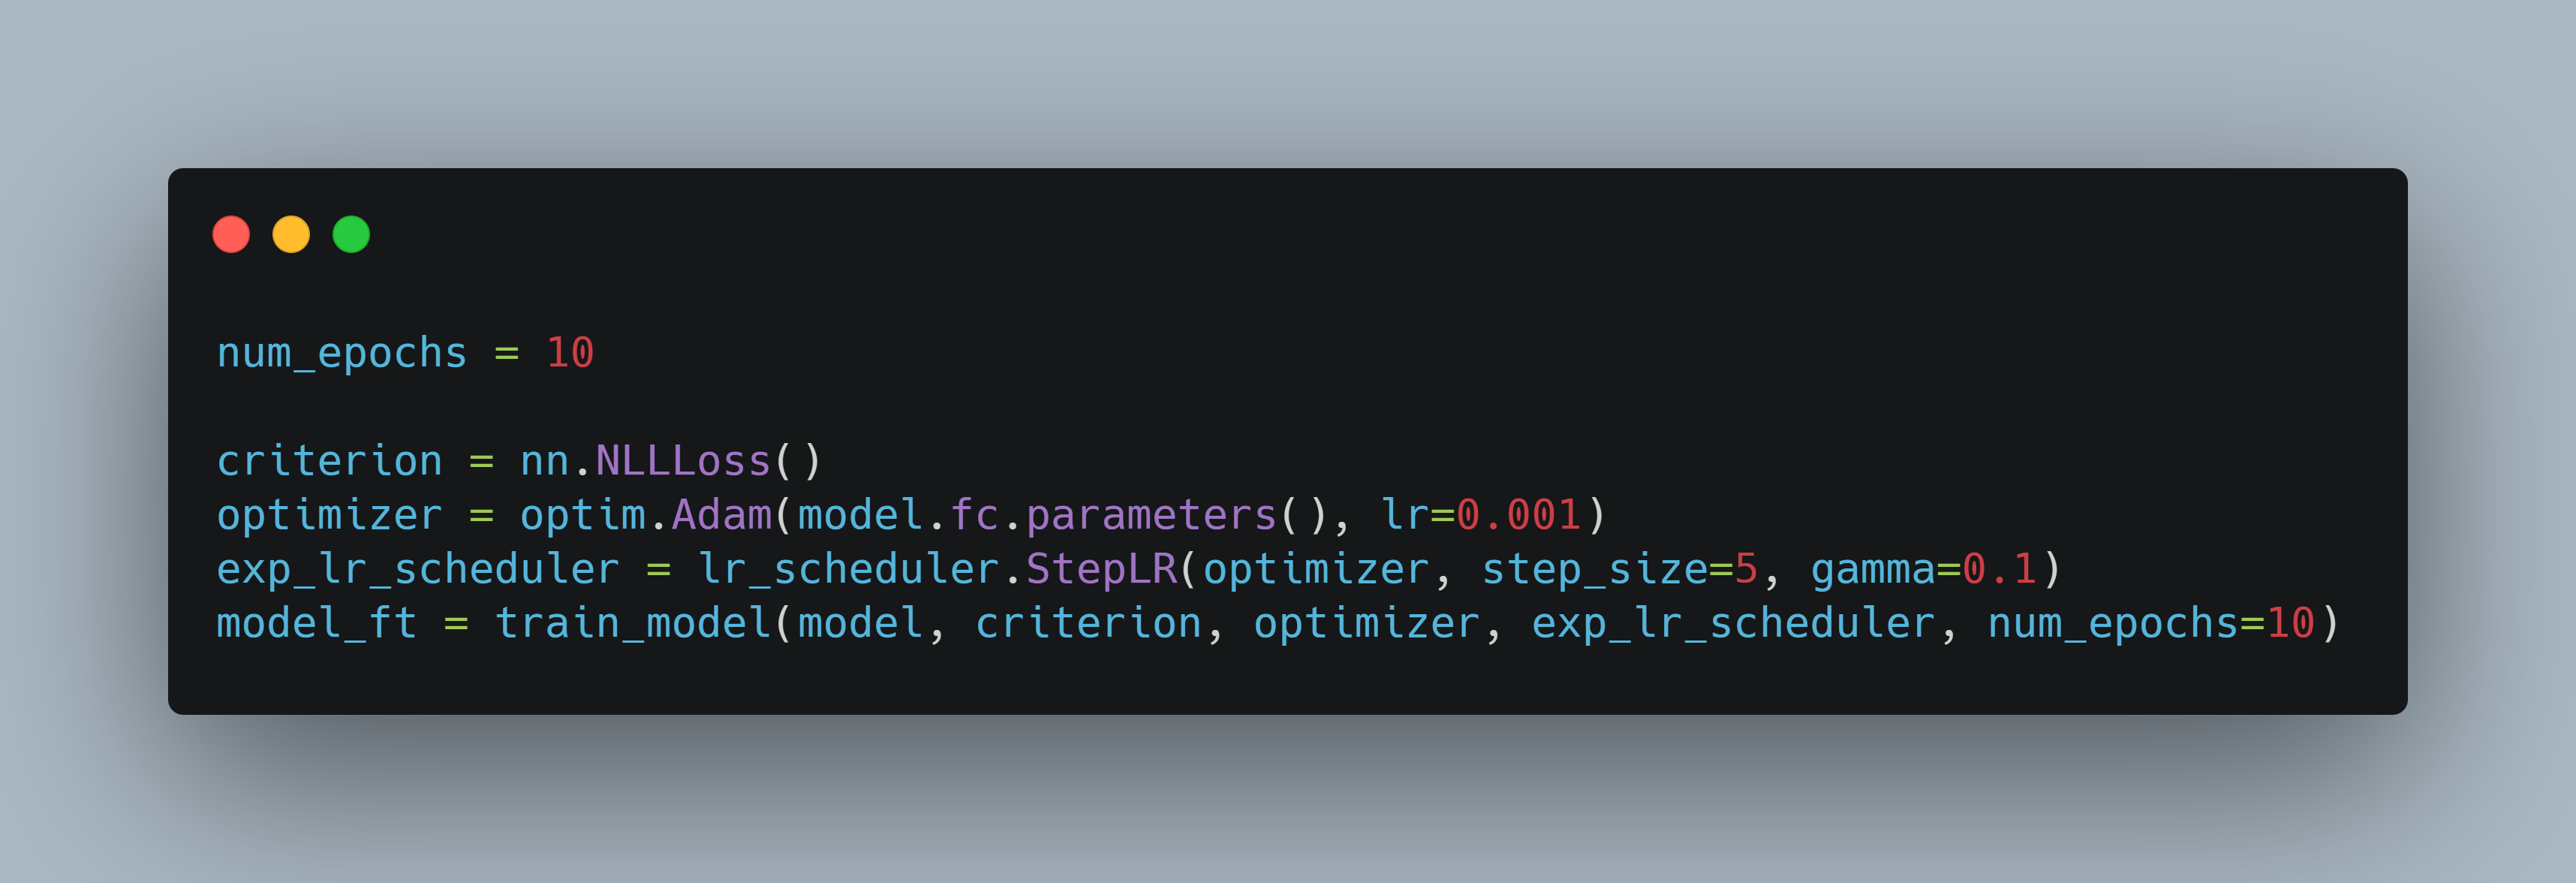 num_epochs = 10
criterion = nn.NLLLoss()
optimizer = optim.Adam(model.fc.parameters(), lr=0.001)
exp_lr_scheduler = lr_scheduler.StepLR(optimizer, step_size=5, gamma=0.1)
model_ft = train_model(model, criterion, optimizer, exp_lr_scheduler, num_epochs=10)